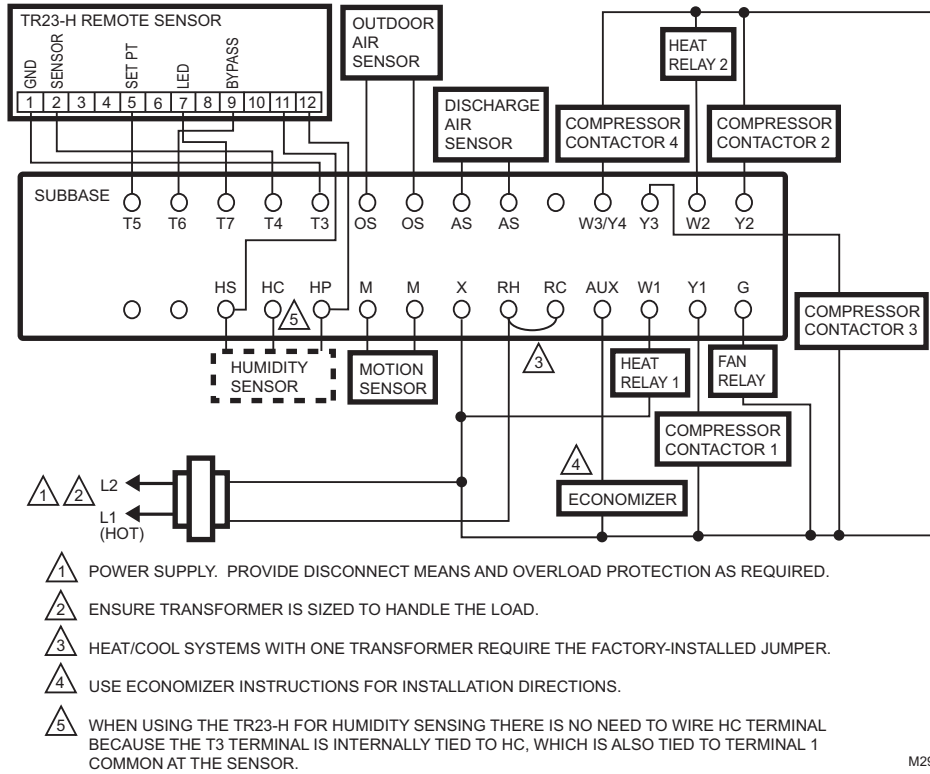 TR23-H REMOTE SENSOR
GND
SENSOR
SET PT
LED
BYPASS
1 2 3 4 5 6 7 8 9 10 11 12
OUTDOOR
AIR
SENSOR
DISCHARGE
AIR
SENSOR
HEAT
RELAY 2
COMPRESSOR
CONTACTOR 4
COMPRESSOR
CONTACTOR 2
SUBBASE
T5 T6 T7 T4 T3 OS OS AS AS W3/Y4 Y3 W2 Y2
HS HC HP M M X RH RC AUX W1 Y1 G
5
3
HUMIDITY
SENSOR
MOTION
SENSOR
HEAT
RELAY 1
FAN
RELAY
COMPRESSOR
CONTACTOR 3
COMPRESSOR
CONTACTOR 1
4
ECONOMIZER
1 2 L2
L1
(HOT)
1 POWER SUPPLY. PROVIDE DISCONNECT MEANS AND OVERLOAD PROTECTION AS REQUIRED.
2 ENSURE TRANSFORMER IS SIZED TO HANDLE THE LOAD.
3 HEAT/COOL SYSTEMS WITH ONE TRANSFORMER REQUIRE THE FACTORY-INSTALLED JUMPER.
4 USE ECONOMIZER INSTRUCTIONS FOR INSTALLATION DIRECTIONS.
5 WHEN USING THE TR23-H FOR HUMIDITY SENSING THERE IS NO NEED TO WIRE HC TERMINAL
BECAUSE THE T3 TERMINAL IS INTERNALLY TIED TO HC, WHICH IS ALSO TIED TO TERMINAL 1
COMMON AT THE SENSOR.
M29